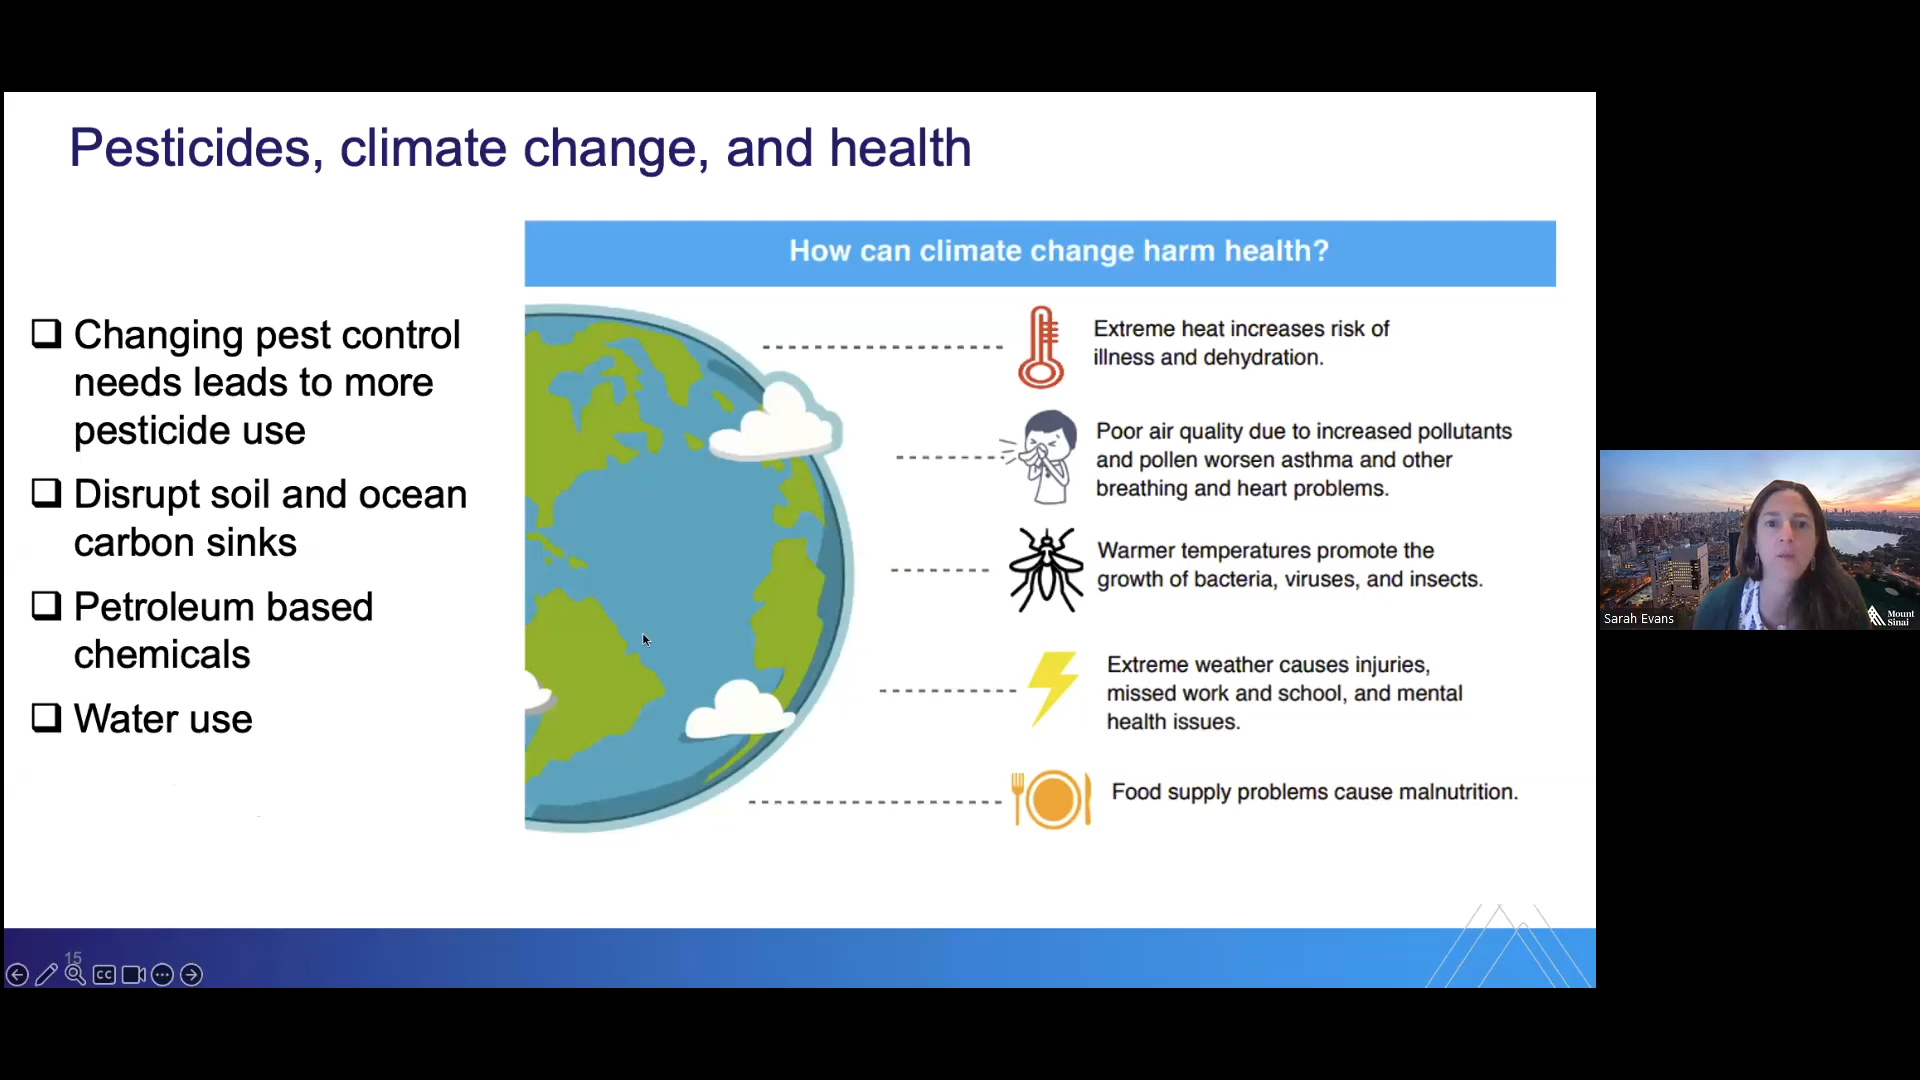 Pesticides, climate change, and health
Changing pest control
needs leads to more
pesticide use
Disrupt soil and ocean
carbon sinks
Petroleum based
chemicals
Water use
How can climate change harm health?
Extreme heat increases risk of
illness and dehydration.
Poor air quality due to increased pollutants
and pollen worsen asthma and other
breathing and heart problems.
Warmer temperatures promote the
growth of bacteria, viruses, and insects.
Extreme weather causes injuries,
missed work and school, and mental
health issues.
Food supply problems cause malnutrition.
15
CC
Sarah Evans
Mount
Sinai